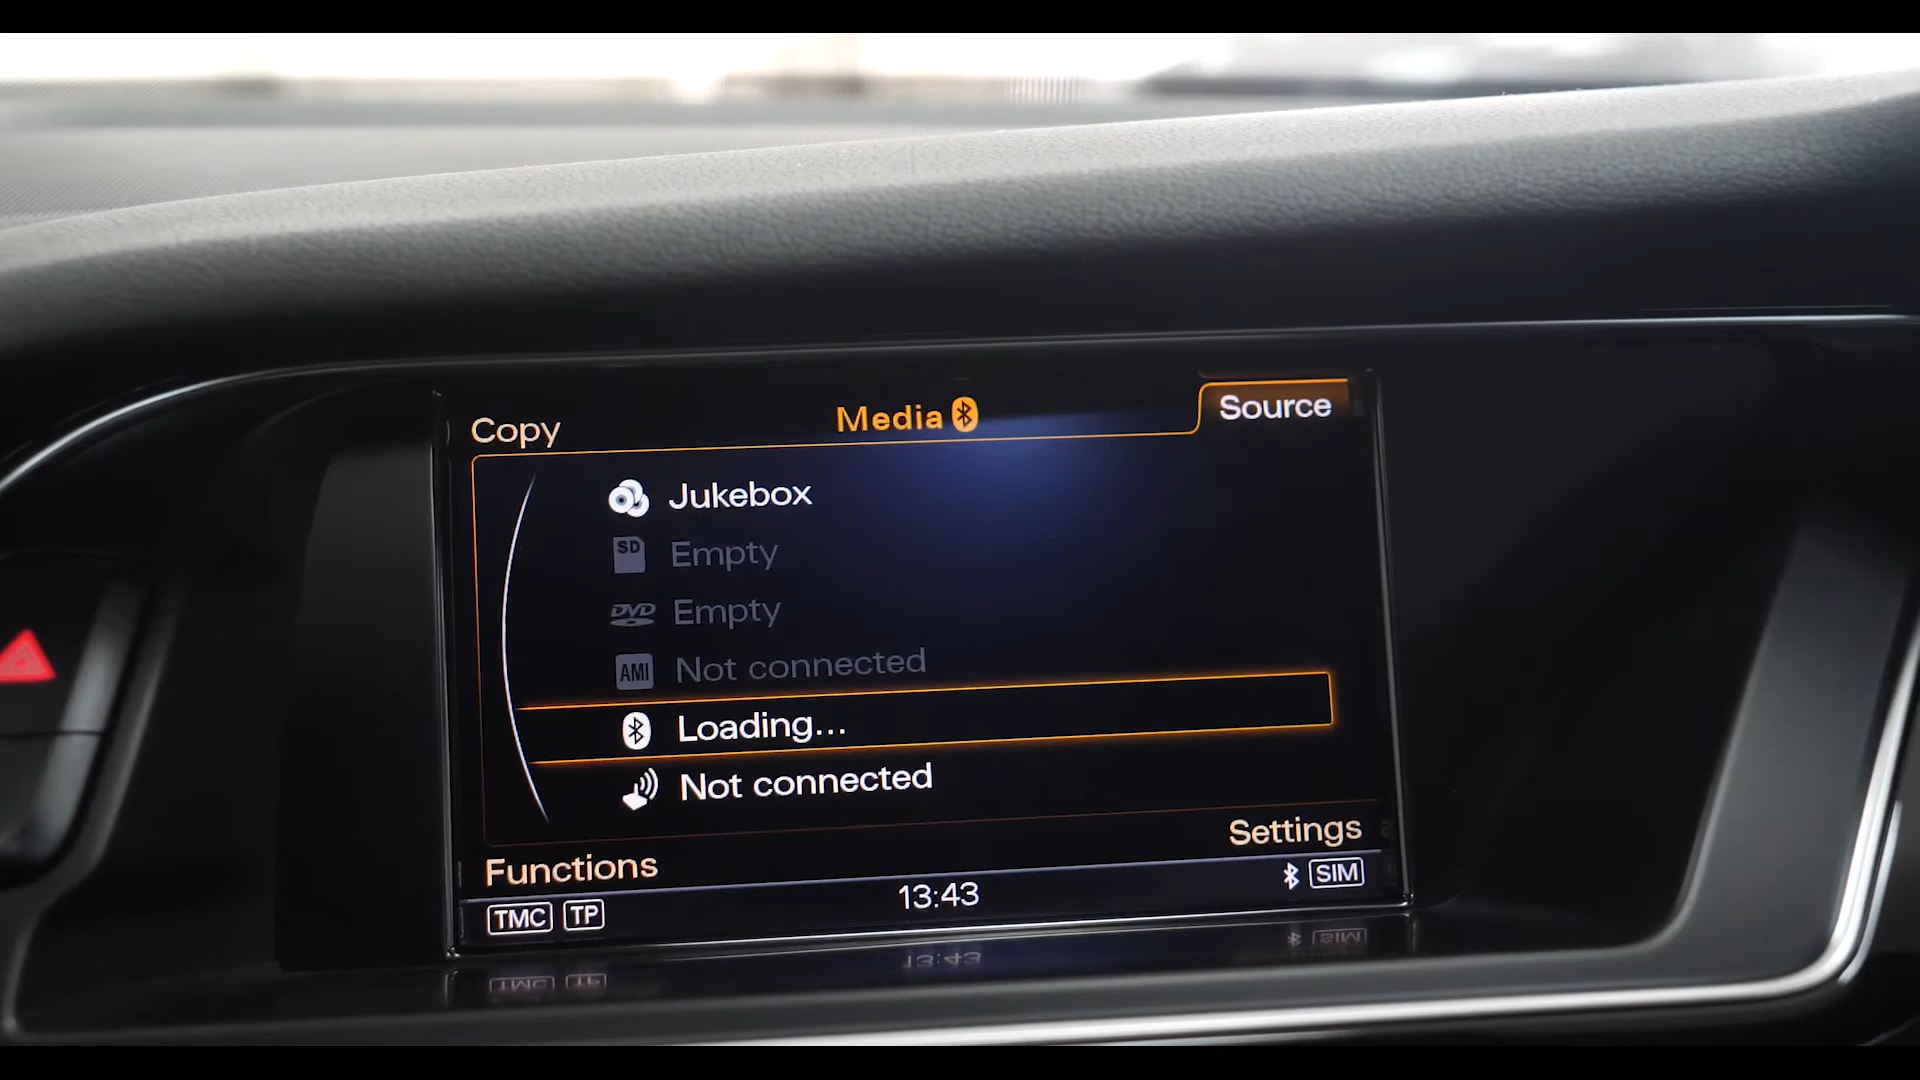 Copy
Media
Source
Jukebox
SD Empty
DVD Empty
AMI Not connected
Loading...
Not connected
Settings
Functions
13:43
SIM
TMC TP